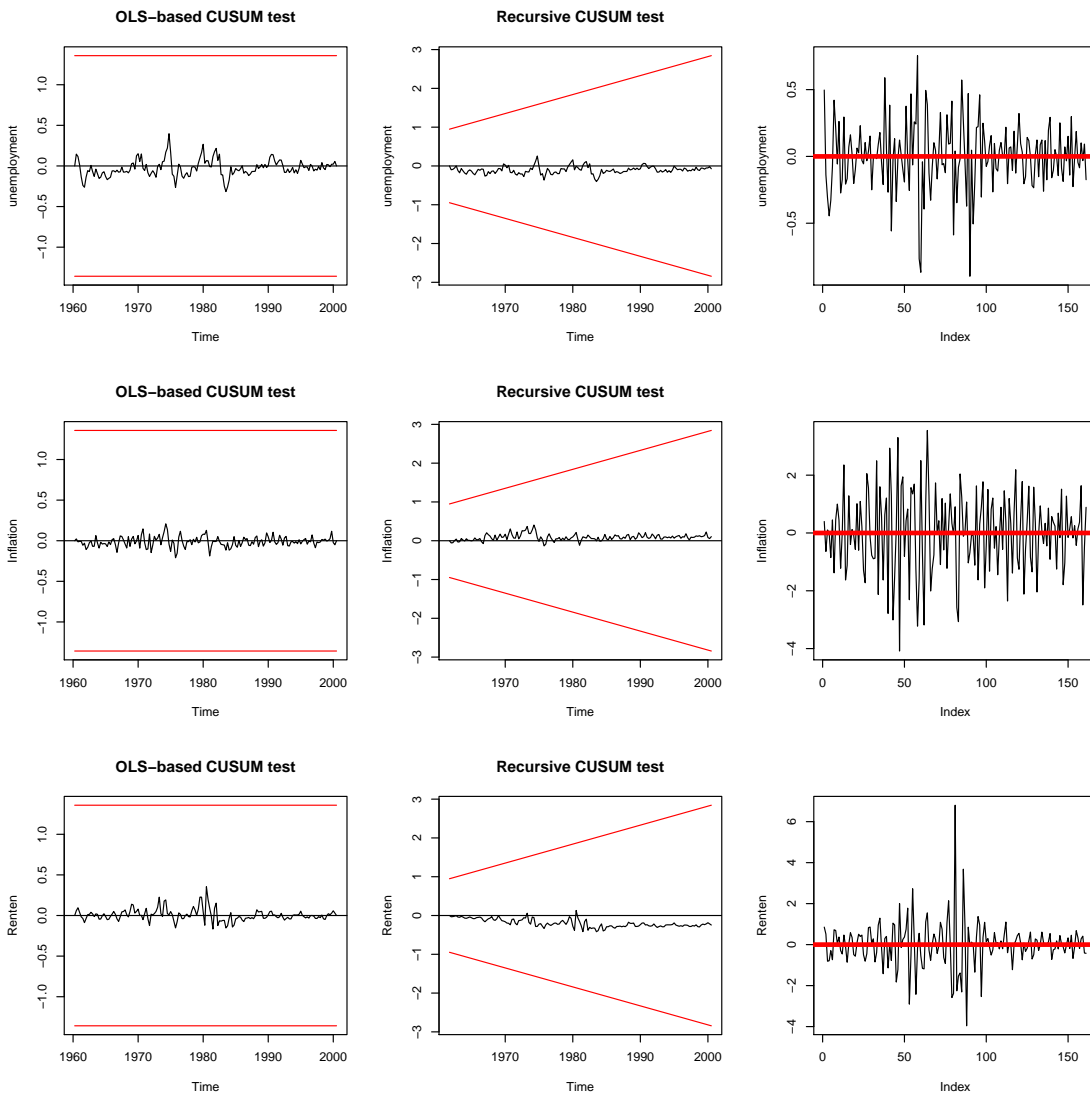 OLS−based CUSUM test
unemployment
1.0
0.5
0.0
−0.5
−1.0
1960 1970 1980 1990 2000
Time
Recursive CUSUM test
unemployment
3
2
1
0
−1
−2
−3
1970 1980 1990 2000
Time
unemployment
0.5
0.0
−0.5
0 50 100 150
Index
OLS−based CUSUM test
Inflation
1.0
0.5
0.0
−0.5
−1.0
1960 1970 1980 1990 2000
Time
Recursive CUSUM test
Inflation
3
2
1
0
−1
−2
−3
1970 1980 1990 2000
Time
Inflation
2
0
−2
−4
0 50 100 150
Index
OLS−based CUSUM test
Renten
1.0
0.5
0.0
−0.5
−1.0
1960 1970 1980 1990 2000
Time
Recursive CUSUM test
Renten
3
2
1
0
−1
−2
−3
1970 1980 1990 2000
Time
Renten
6
4
2
0
−2
−4
0 50 100 150
Index